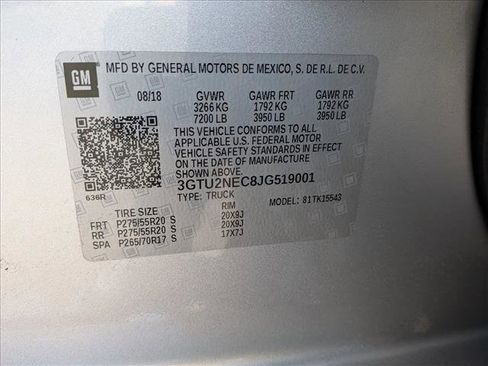 GM
MFD BY GENERAL MOTORS DE MEXICO, S. DE R.L. DE C.V.
08/18 GVWR GAWR FRT GAWR RR
3266 KG 1792 KG 1792 KG
7200 LB 3950 LB 3950 LB
THIS VEHICLE CONFORMS TO ALL
APPLICABLE U.S. FEDERAL MOTOR
VEHICLE SAFETY STANDARDS IN
EFFECT ON THE DATE OF MANUFACTURE
SHOWN ABOVE.
3GTU2NEC8JG519001
TYPE: TRUCK MODEL: 81TK15543
636R
TIRE SIZE RIM
FRT P275/55R20 S 20X9J
RR P275/55R20 S 20X9J
SPA P265/70R17 S 17X7J